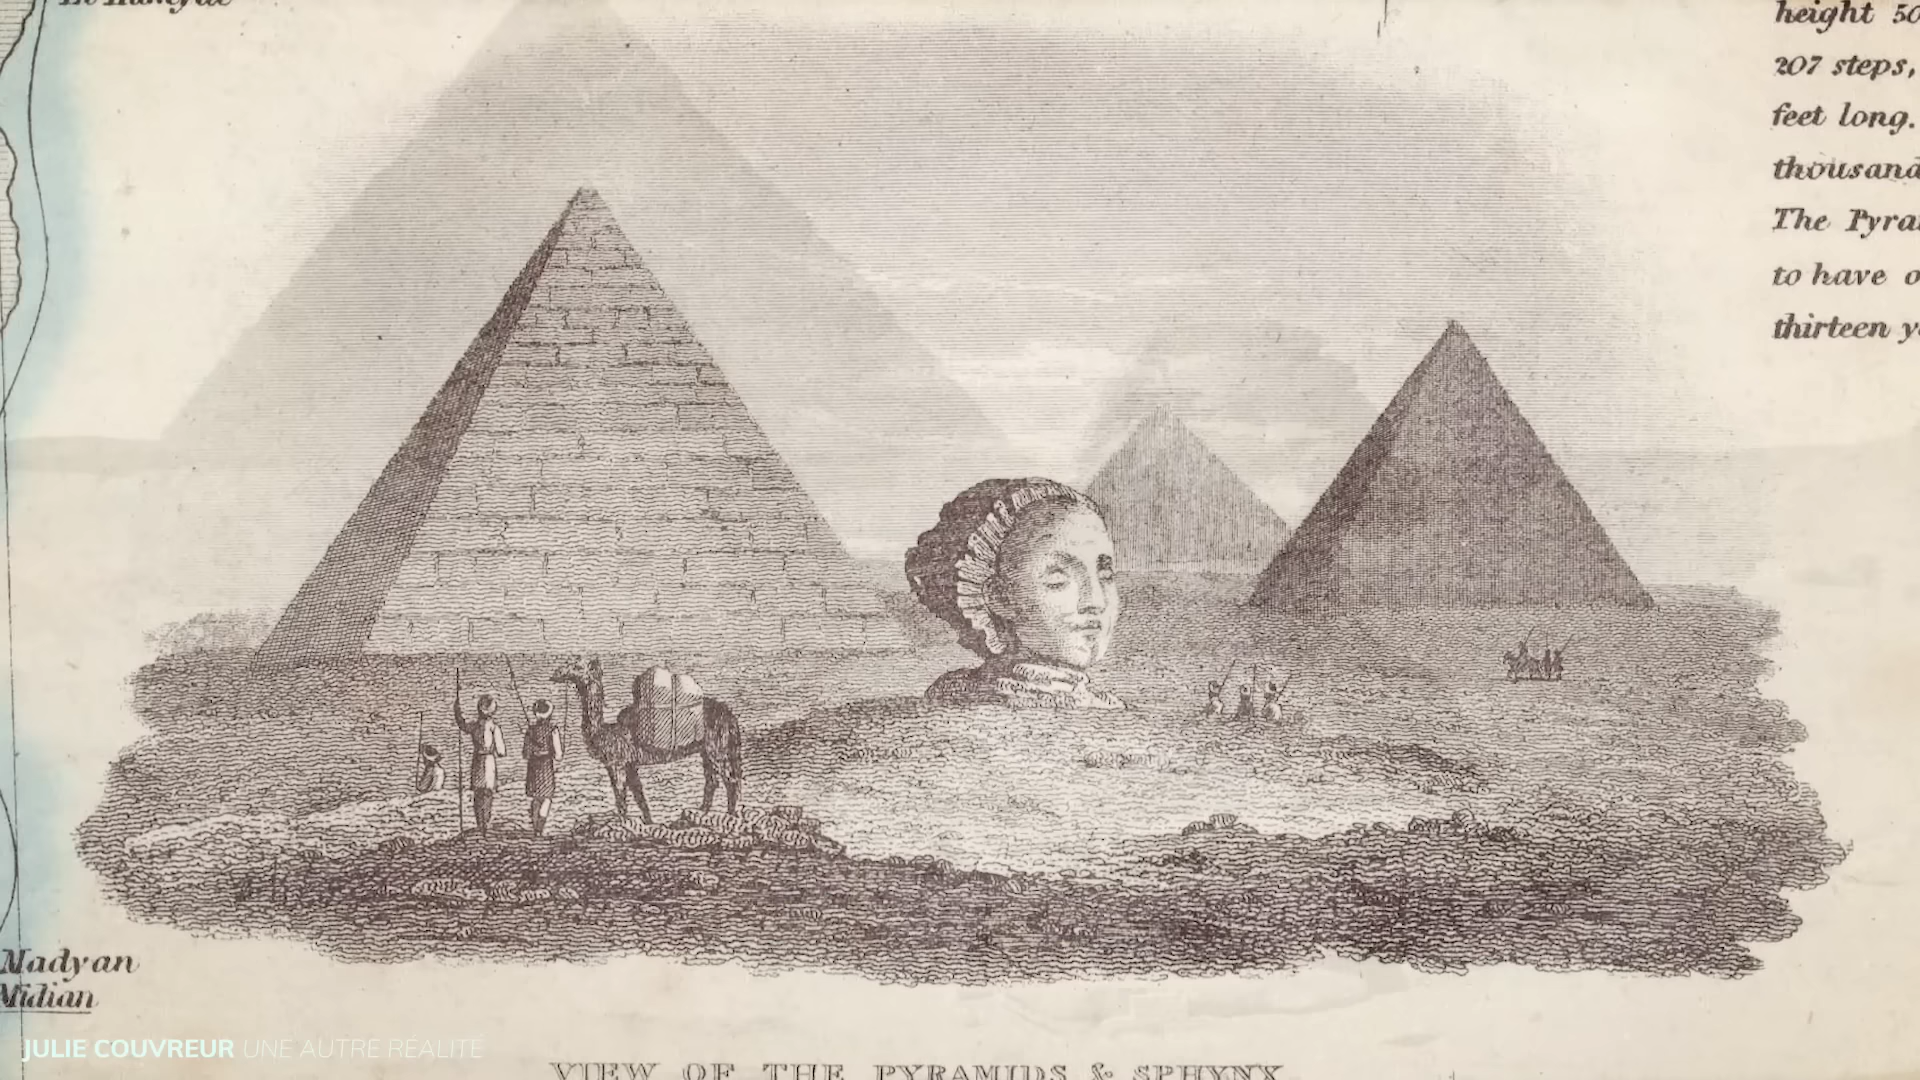 height 50
207 steps,
feet long.
thousand
The Pyra
to have o
thirteen y
Madyan
Midian
JULIE COUVREUR UNE AUTRE RÉALITÉ
VIEW OF THE PYRAMIDS & SPHYNX